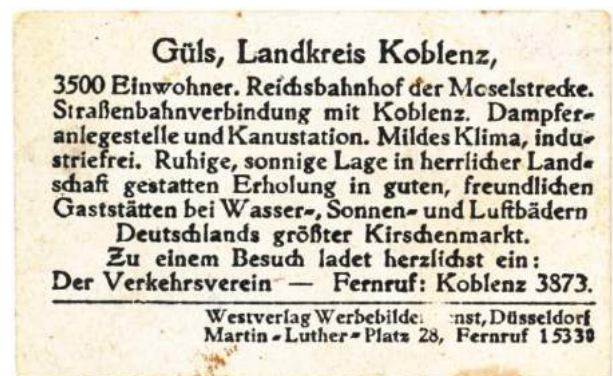 Güls, Landkreis Koblenz,
3500 Einwohner. Reichsbahnhof der Moselstrecke.
Straßenbahnverbindung mit Koblenz. Dampfer-
anlegestelle und Kanustation. Mildes Klima, indu-
striefrei. Ruhige, sonnige Lage in herrlicher Land-
schaft gestatten Erholung in guten, freundlichen
Gaststätten bei Wasser-, Sonnen- und Luftbädern
Deutschlands größter Kirschenmarkt.
Zu einem Besuch ladet herzlichst ein:
Der Verkehrsverein — Fernruf: Koblenz 3873.
Westverlag Düsseldorf
Martin-Luther-Platz 28, Fernruf 15330